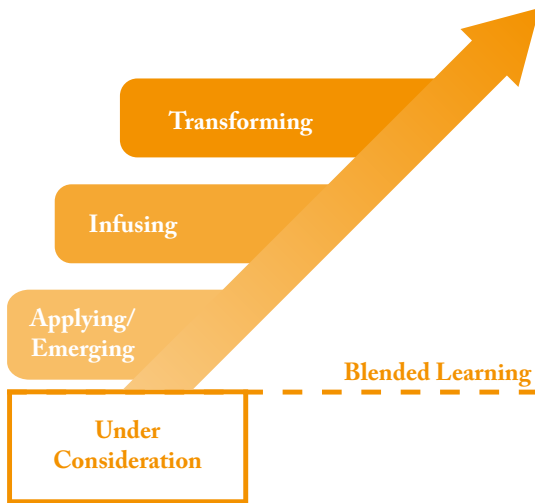 Transforming
Infusing
Applying/
Emerging
Blended Learning
Under
Consideration